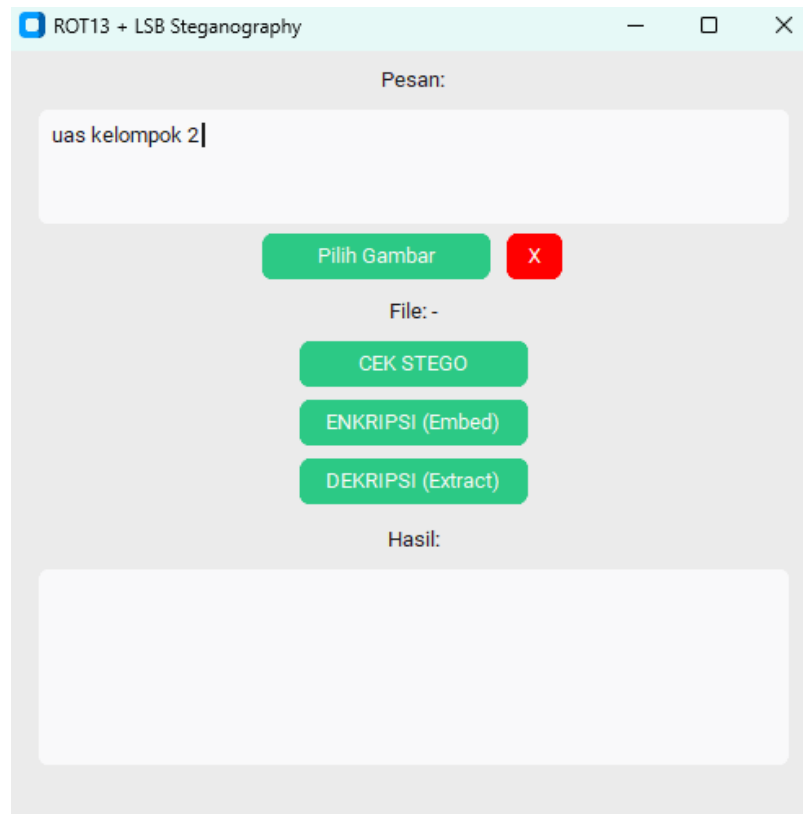 ROT13 + LSB Steganography
Pesan:
uas kelompok 2
Pilih Gambar X
File: -
CEK STEGO
ENKRIPSI (Embed)
DEKRIPSI (Extract)
Hasil: